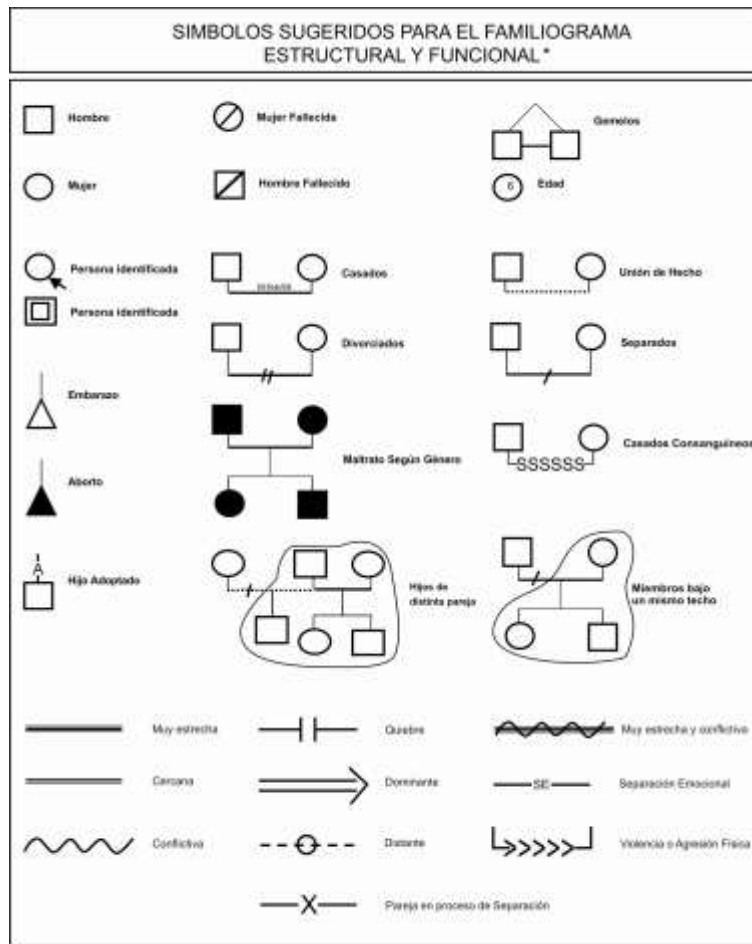 SIMBOLOS SUGERIDOS PARA EL FAMILIOGRAMA
ESTRUCTURAL Y FUNCIONAL *
Hombre
Mujer Fallecida
Gemelos
Mujer
Hombre Fallecido
6
Edad
Persona identificada
Casados
Unión de Hecho
Persona identificada
Divorciados
Separados
Embarazo
Maltrato Según Género
SSSSSS
Casados Consanguineos
Aborto
A
Hijo Adoptado
Hijos de
distinta pareja
Miembros bajo
un mismo techo
Muy estrecha
Quiebre
Muy estrecha y conflictiva
Cercana
Dominante
SE
Separación Emocional
Conflictiva
Distante
Violencia o Agresión Física
X
Pareja en proceso de Separación